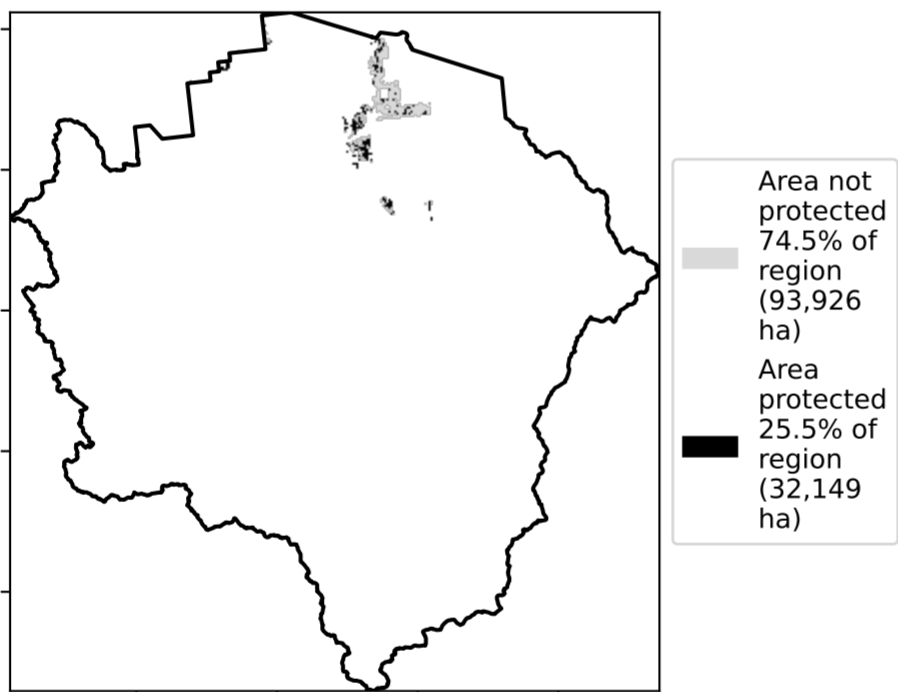 Area not
protected
74.5% of
region
(93,926
ha)
Area
protected
25.5% of
region
(32,149
ha)